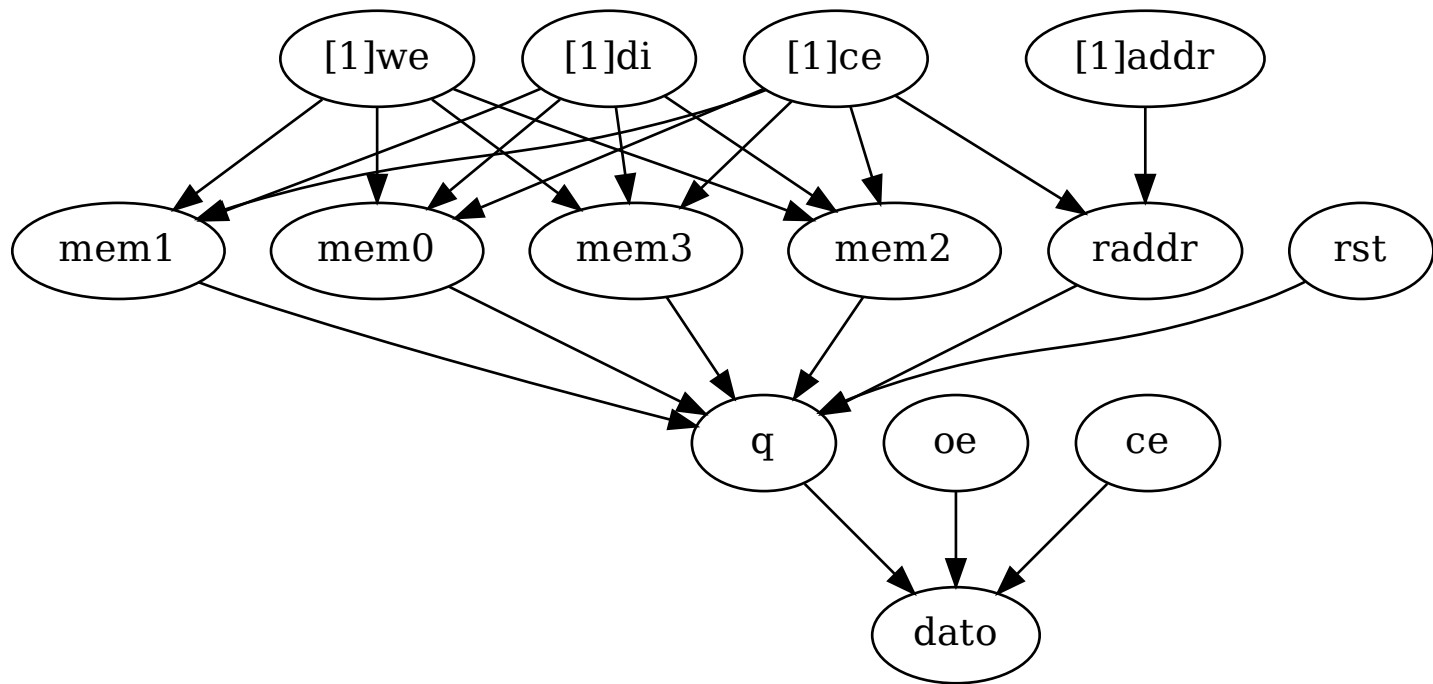 [1]we [1]di [1]ce [1]addr
mem1 mem0 mem3 mem2 raddr rst
q oe ce
dato